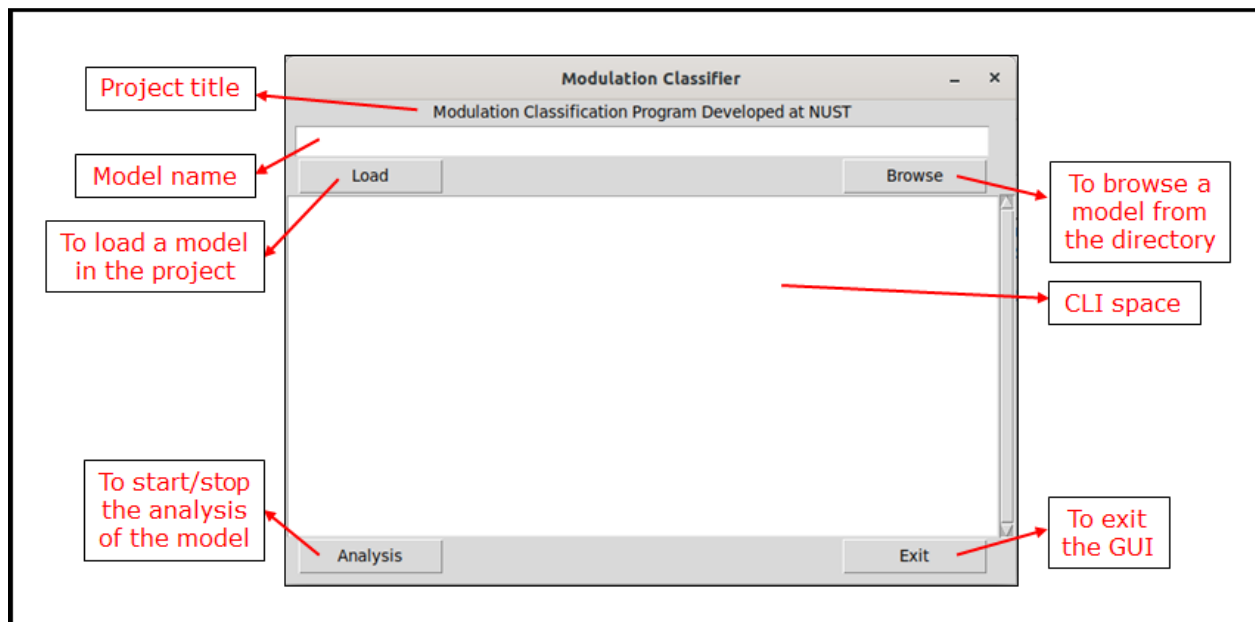 Modulation Classifier
Project title
Modulation Classification Program Developed at NUST
Model name
Load
Browse
To browse a
model from
the directory
To load a model
in the project
CLI space
To start/stop
the analysis
of the model
To exit
the GUI
Analysis
Exit